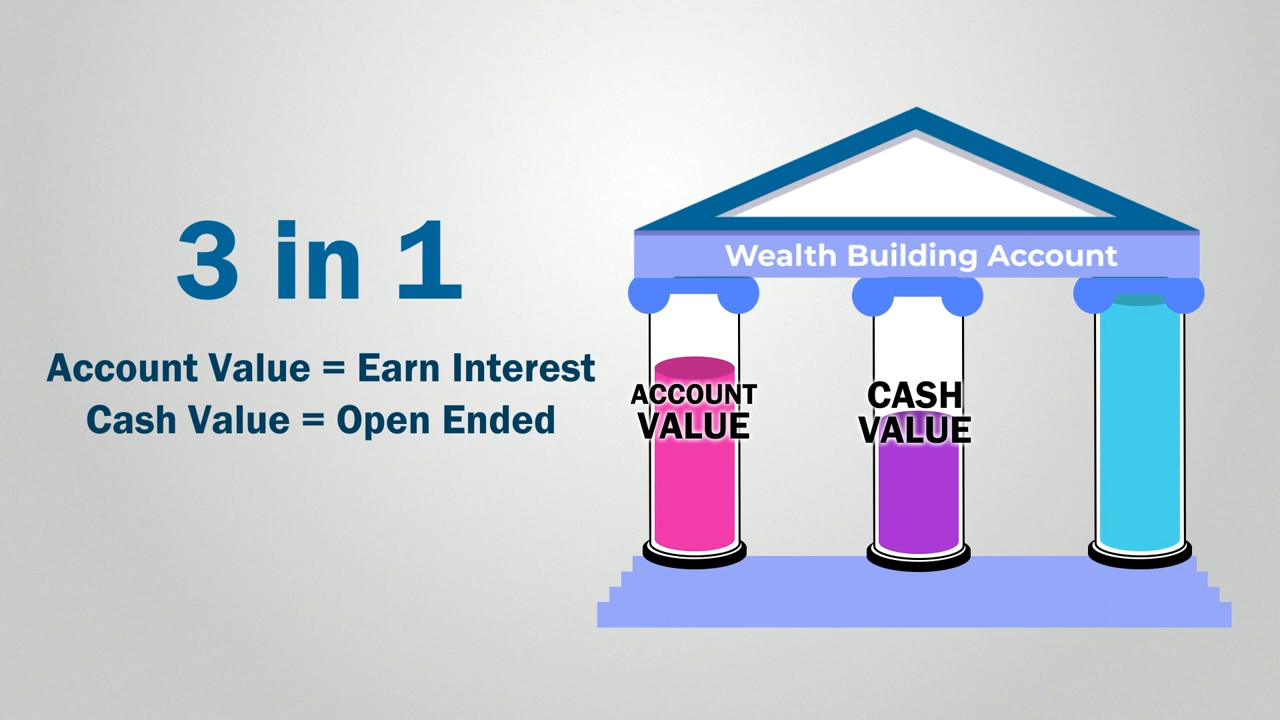 3 in 1
Account Value = Earn Interest
Cash Value = Open Ended
Wealth Building Account
ACCOUNT
VALUE
CASH
VALUE